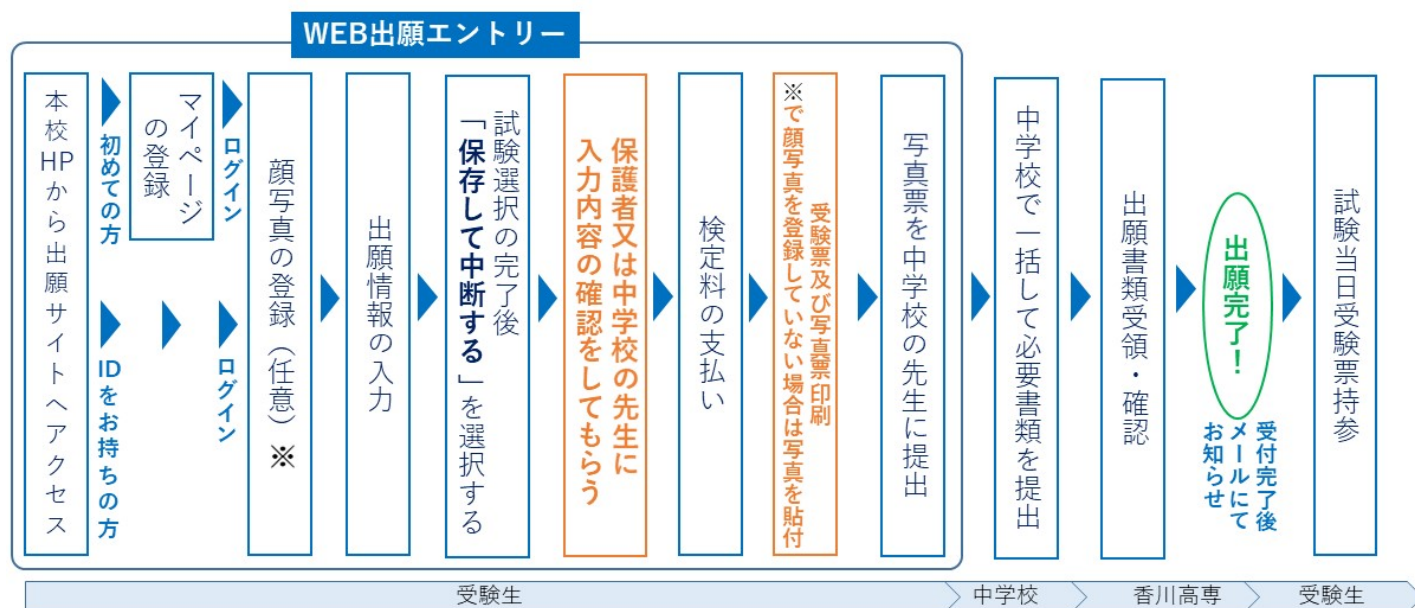 WEB出願エントリー
本校HPから出願サイトへアクセス
初めての方
IDをお持ちの方
マイページ
の登録
ログイン
ログイン
顔写真の登録（任意）※
出願情報の入力
試験選択の完了後
「保存して中断する」を選択する
保護者又は中学校の先生に
入力内容の確認をしてもらう
検定料の支払い
受験票及び写真票印刷
※で顔写真を登録していない場合は写真を貼付
写真票を中学校の先生に提出
中学校で一括して必要書類を提出
出願書類受領・確認
出願完了！
受付完了後
メールにて
お知らせ
試験当日受験票持参
受験生
中学校
香川高専
受験生